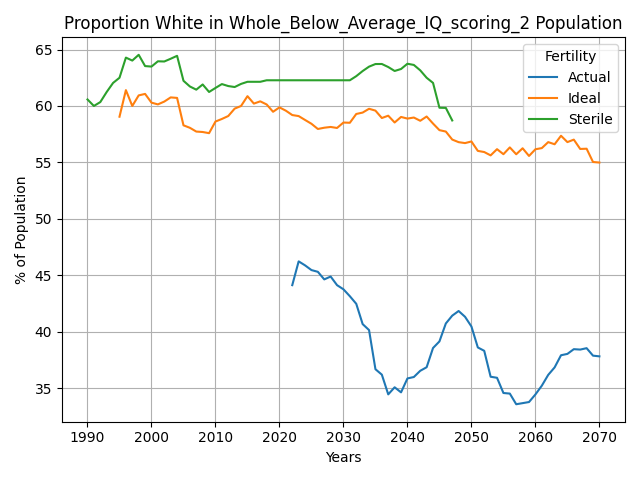 Proportion White in Whole_Below_Average_IQ_scoring_2 Population
Fertility
Actual
Ideal
Sterile
% of Population
65
60
55
50
45
40
35
1990 2000 2010 2020 2030 2040 2050 2060 2070
Years